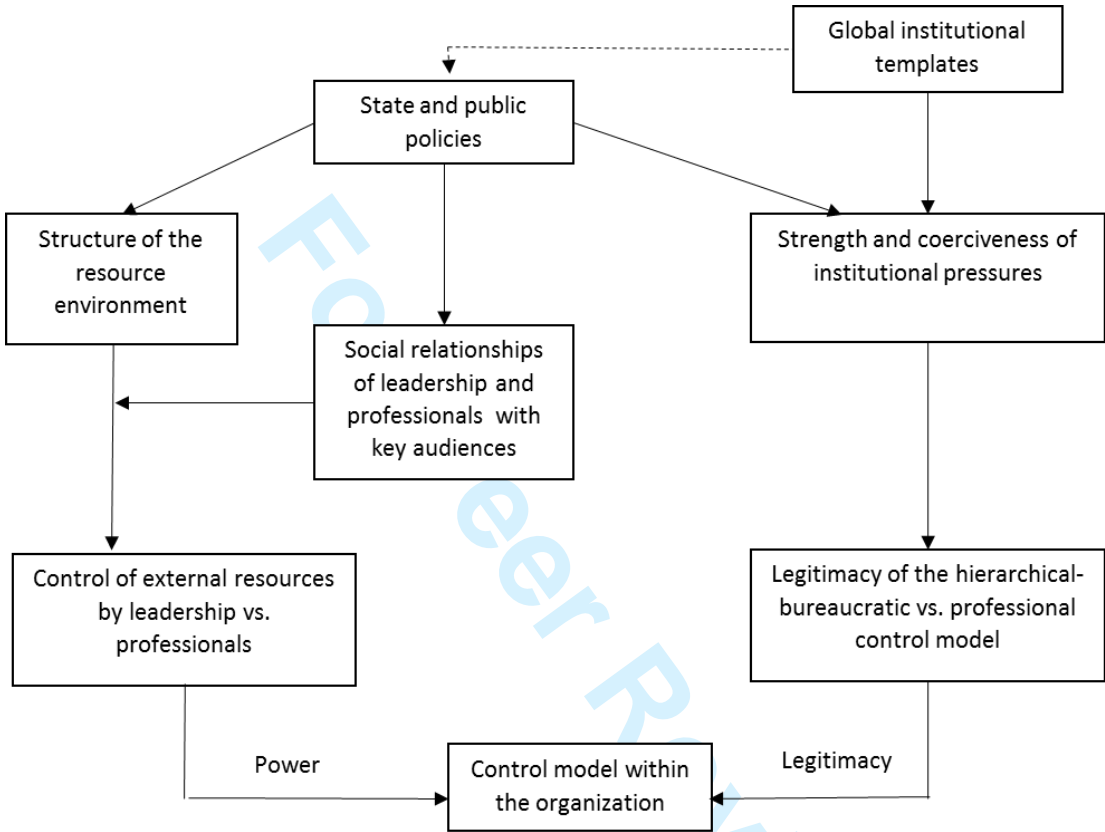 Global institutional
templates
State and public
policies
Structure of the
resource
environment
Strength and coerciveness of
institutional pressures
Social relationships
of leadership and
professionals with
key audiences
Control of external resources
by leadership vs.
professionals
Legitimacy of the hierarchical-
bureaucratic vs. professional
control model
Power
Legitimacy
Control model within
the organization